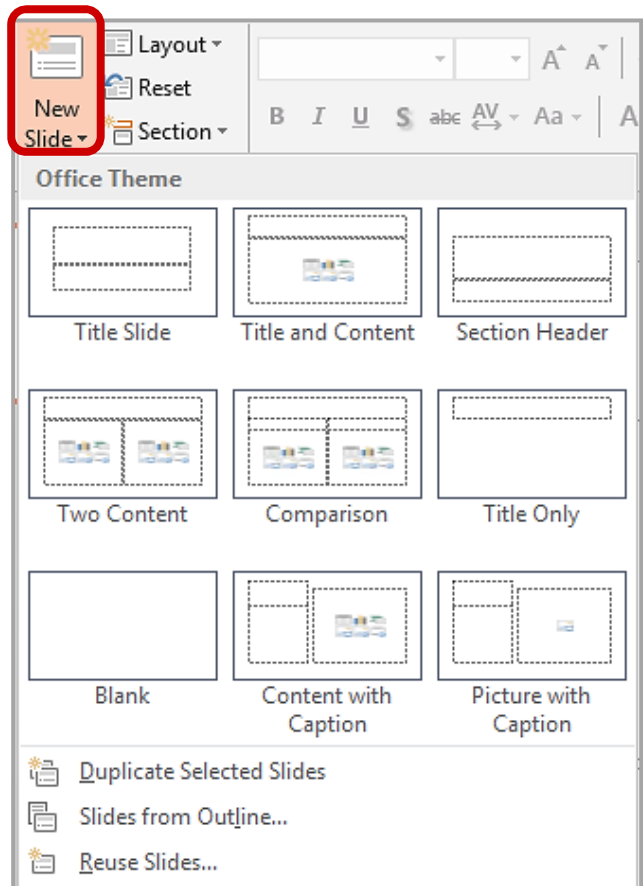 New
Slide
Layout
Reset
Section
A A
B I U S abc AV Aa A
Office Theme
Title Slide
Title and Content
Section Header
Two Content
Comparison
Title Only
Blank
Content with
Caption
Picture with
Caption
Duplicate Selected Slides
Slides from Outline...
Reuse Slides...